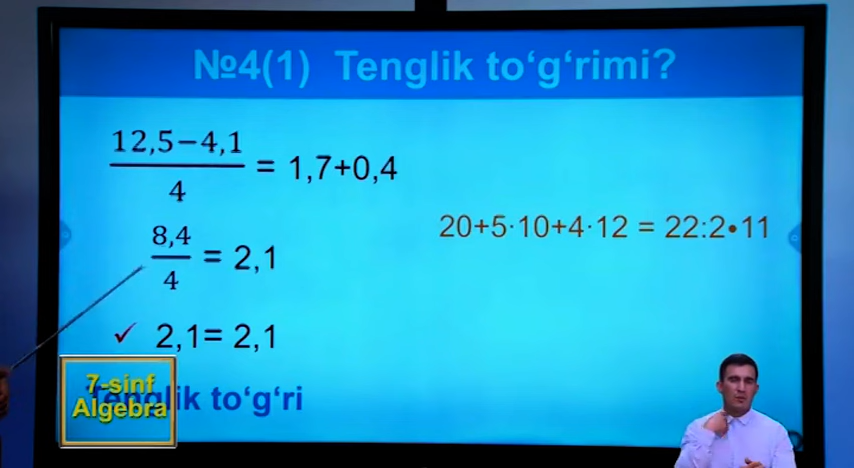 №4(1) Tenglik to‘g‘rimi?
12,5−4,1
4
= 1,7+0,4
8,4
4
= 2,1
✓ 2,1= 2,1
Tenglik to‘g‘ri
20+5·10+4·12 = 22:2•11
7-sinf
Algebra